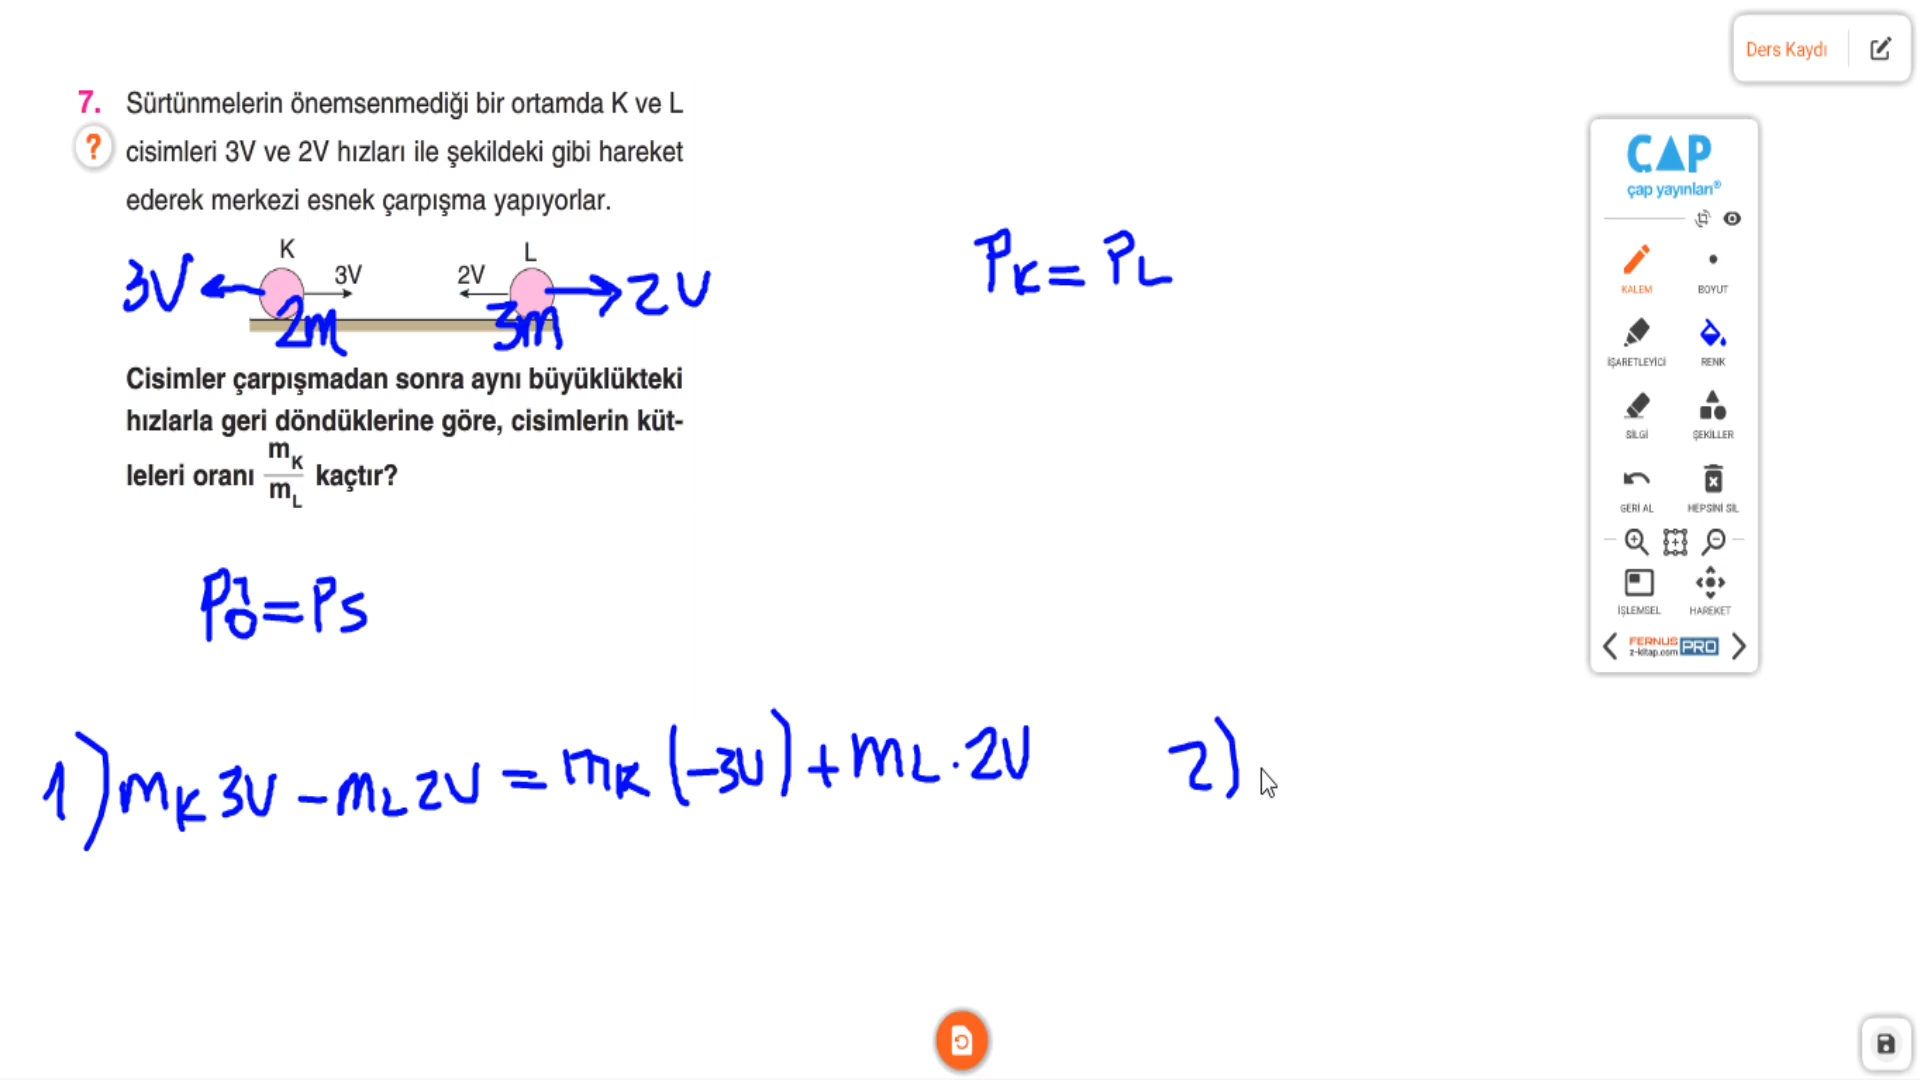 Ders Kaydı
7. Sürtünmelerin önemsenmediği bir ortamda K ve L
? cisimleri 3V ve 2V hızları ile şekildeki gibi hareket
ederek merkezi esnek çarpışma yapıyorlar.
K L
3V 3V 2V 2V
2m 3m
Cisimler çarpışmadan sonra aynı büyüklükteki
hızlarla geri döndüklerine göre, cisimlerin küt-
leleri oranı mK/mL kaçtır?
PK = PL
Pö = Ps
1) mK 3V - mL 2V = mK (-3V) + mL . 2V 2)
ÇAP
çap yayınları®
KALEM BOYUT
İŞARETLEYİCİ RENK
SİLGİ ŞEKİLLER
GERİ AL HEPSİNİ SİL
İŞLEMSEL HAREKET
FERNUS PRO
z-kitap.com